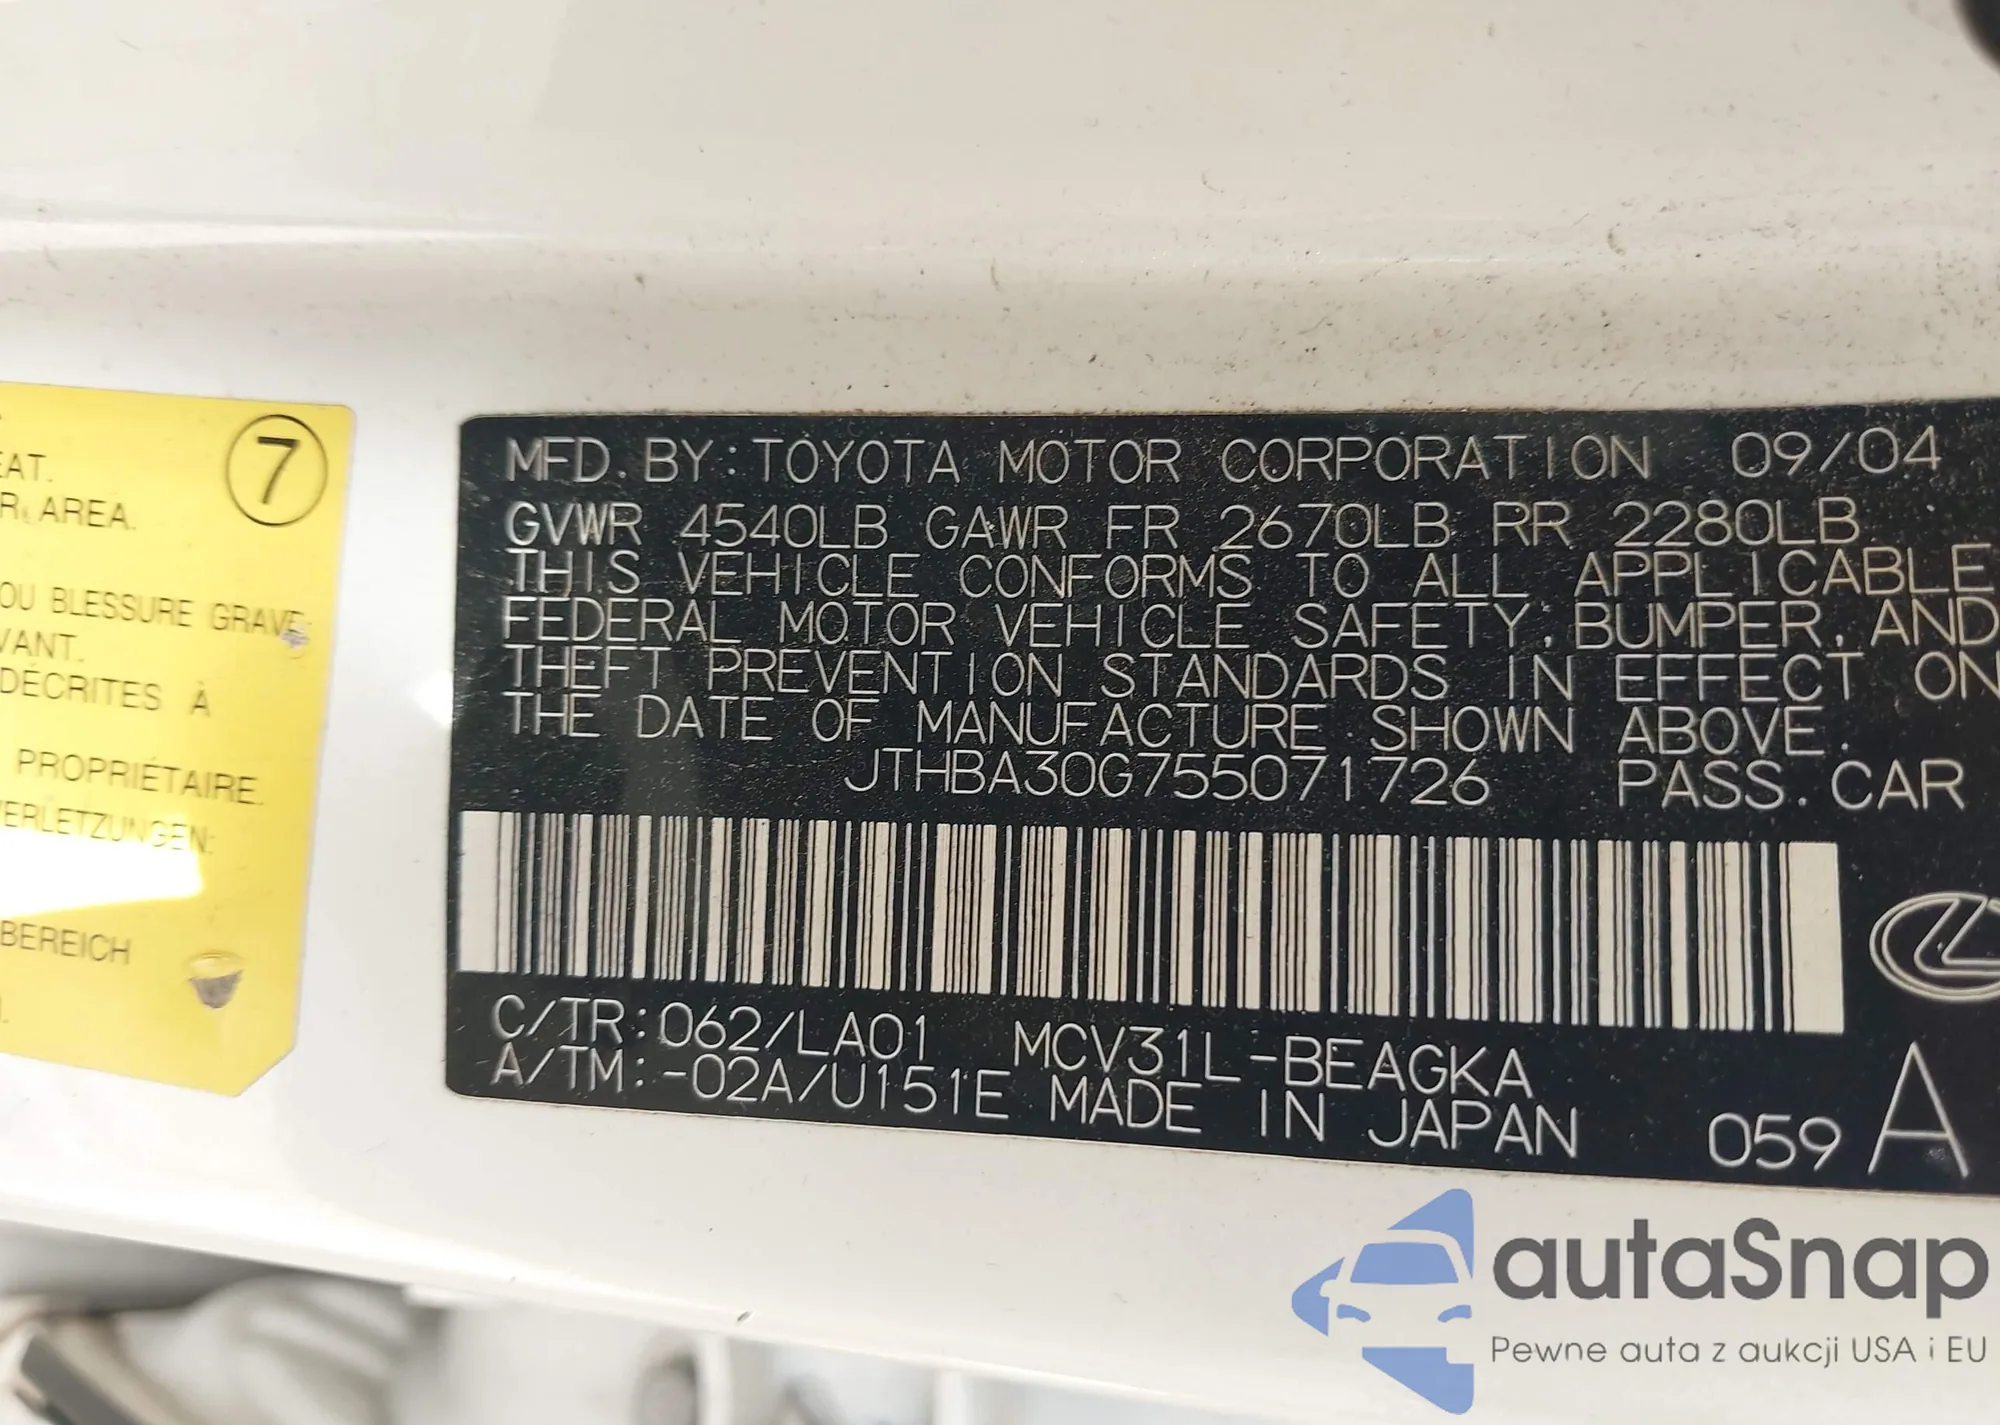 EAT.
AREA.
7
OU BLESSURE GRAVE
VANT.
DÉCRITES À
PROPRIÉTAIRE.
VERLETZUNGEN:
BEREICH
MFD. BY: TOYOTA MOTOR CORPORATION 09/04
GVWR 4540LB GAWR FR 2670LB RR 2280LB
THIS VEHICLE CONFORMS TO ALL APPLICABLE
FEDERAL MOTOR VEHICLE SAFETY, BUMPER, AND
THEFT PREVENTION STANDARDS IN EFFECT ON
THE DATE OF MANUFACTURE SHOWN ABOVE.
JTHBA30G755071726 PASS. CAR
C/TR: 062/LA01 MCV31L-BEAGKA
A/TM: -02A/U151E MADE IN JAPAN 059 A
autaSnap
Pewne auta z aukcji USA i EU